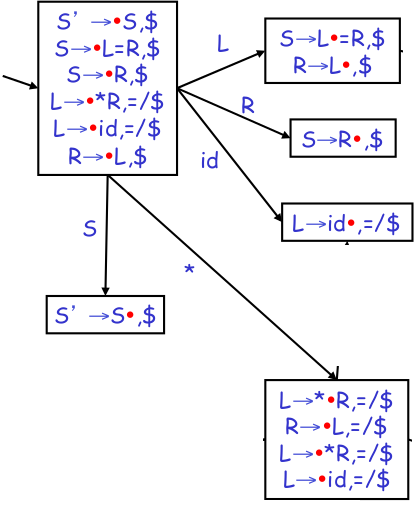 S' →•S,$
S→•L=R,$
S→•R,$
L→•*R,=/$
L→•id,=/$
R→•L,$
L
S→L•=R,$
R→L•,$
R
S→R•,$
id
L→id•,=/$
S
*
S' →S•,$
L→*•R,=/$
R→•L,=/$
L→•*R,=/$
L→•id,=/$